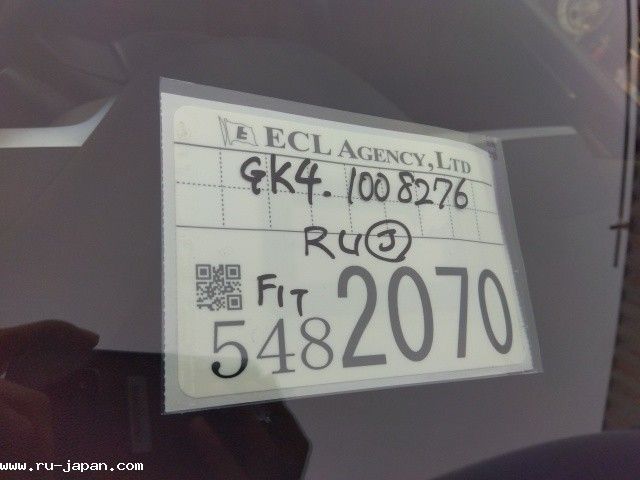 E ECL AGENCY, LTD
GK4. 1008276
RU J
FIT
5482070
www.ru-japan.com